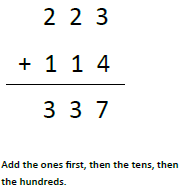 2 2 3
+ 1 1 4
3 3 7
Add the ones first, then the tens, then
the hundreds.